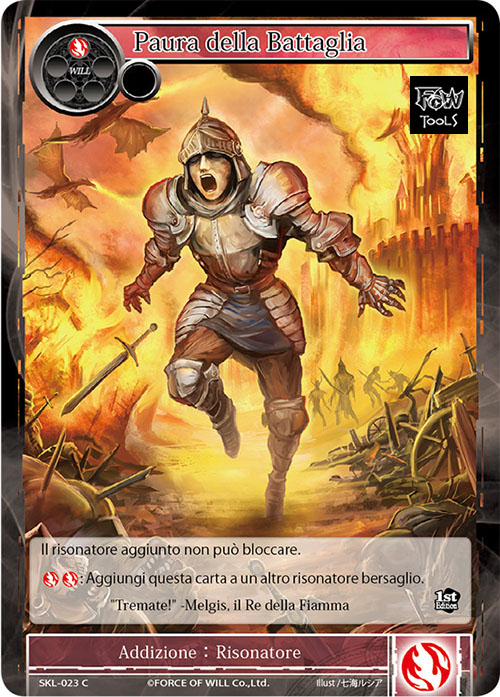 Paura della Battaglia
WILL
FOW
TOOLS
Il risonatore aggiunto non può bloccare.
: Aggiungi questa carta a un altro risonatore bersaglio.
"Tremate!" -Melgis, il Re della Fiamma
1st
Edition
Addizione : Risonatore
SKL-023 C ©FORCE OF WILL Co.,Ltd. Illust /七海ルシア